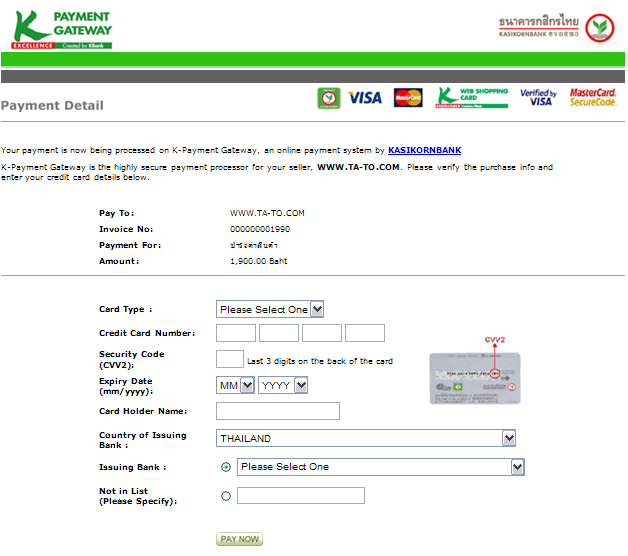 PAYMENT
GATEWAY
EXCELLENCE Created by KBank
ธนาคารกสิกรไทย
KASIKORNBANK 泰华农民银行
Payment Detail
VISA MasterCard WEB SHOPPING CARD Verified by VISA MasterCard. SecureCode.
Your payment is now being processed on K-Payment Gateway, an online payment system by KASIKORNBANK
K-Payment Gateway is the highly secure payment processor for your seller, WWW.TA-TO.COM. Please verify the purchase info and
enter your credit card details below.
Pay To: WWW.TA-TO.COM
Invoice No: 000000001990
Payment For: ชำระค่าสินค้า
Amount: 1,900.00 Baht
Card Type : Please Select One
Credit Card Number:
CVV2
Security Code
(CVV2): Last 3 digits on the back of the card
Expiry Date
(mm/yyyy): MM YYYY
Card Holder Name:
Country of Issuing
Bank : THAILAND
Issuing Bank : Please Select One
Not in List
(Please Specify):
PAY NOW